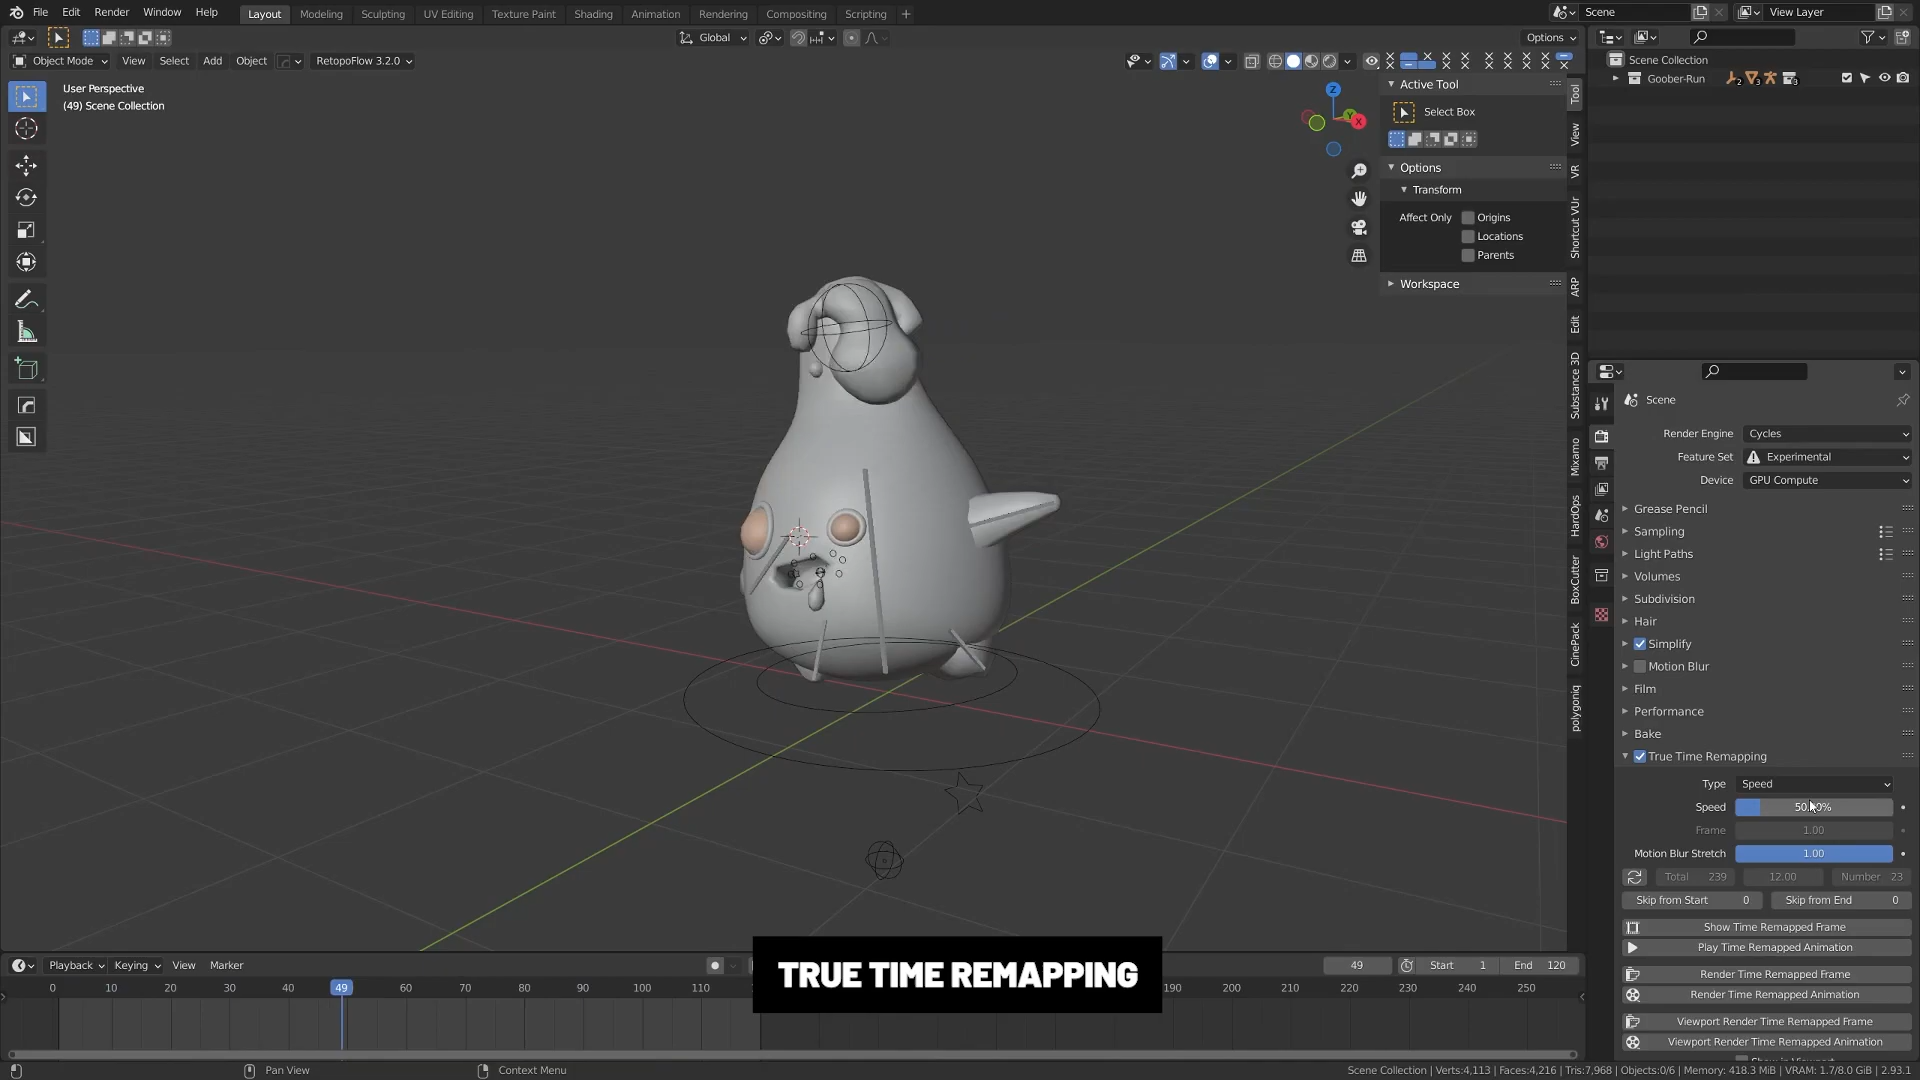 File Edit Render Window Help Layout Modeling Sculpting UV Editing Texture Paint Shading Animation Rendering Compositing Scripting + Scene View Layer
Global Options
Object Mode View Select Add Object RetopoFlow 3.2.0
User Perspective
(49) Scene Collection
Z
Y
X
Active Tool
Select Box
Options
Transform
Affect Only Origins
Locations
Parents
Workspace
Tool
View
VR
Shortcut VUr
ARP
Edit
Substance 3D
Mixamo
HardOps
BoxCutter
CinePack
polygoniq
Scene Collection
Goober-Run 2 3 3
Scene
Render Engine Cycles
Feature Set Experimental
Device GPU Compute
Grease Pencil
Sampling
Light Paths
Volumes
Subdivision
Hair
Simplify
Motion Blur
Film
Performance
Bake
True Time Remapping
Type Speed
Speed
Frame 1.00
Motion Blur Stretch 1.00
Total 239 12.00 Number 23
Skip from Start 0 Skip from End 0
Show Time Remapped Frame
Play Time Remapped Animation
Render Time Remapped Frame
Render Time Remapped Animation
Viewport Render Time Remapped Frame
Viewport Render Time Remapped Animation
TRUE TIME REMAPPING
Playback Keying View Marker 49 Start 1 End 120
0 10 20 30 40 49 60 70 80 90 100 110 190 200 210 220 230 240 250
Pan View Context Menu Scene Collection | Verts:4,113 | Faces:4,216 | Tris:7,968 | Objects:0/6 | Memory: 418.3 MiB | VRAM: 1.7/8.0 GiB | 2.93.1